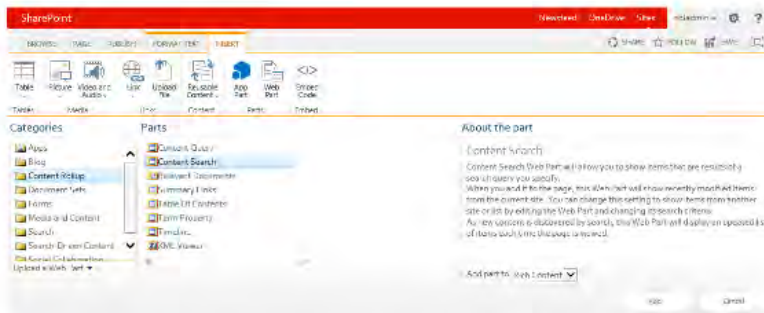 SharePoint
Newsfeed OneDrive Sites
?
BROWSE PAGE PUBLISH FORMAT TEXT INSERT
SHARE FOLLOW SAVE
Table Picture Video and Audio Link Upload File Reusable Content App Part Web Part Embed Code
Tables Media Links Content Parts Embed
Categories Parts About the part
Apps
Blog
Content Rollup
Document Sets
Forms
Media and Content
Search
Search-Driven Content
Social Collaboration
Upload a Web Part
Content Query
Content Search
Relevant Documents
Summary Links
Table Of Contents
Term Property
Timeline
XML Viewer
Content Search
Content Search Web Part will allow you to show items that are results of a
search query you specify.
When you add it to the page, this Web Part will show recently modified items
from the current site. You can change this setting to show items from another
site or list by editing the Web Part and changing its search criteria.
As new content is discovered by search, this Web Part will display an updated list
of items each time the page is viewed.
Add part to: Rich Content
Add Cancel